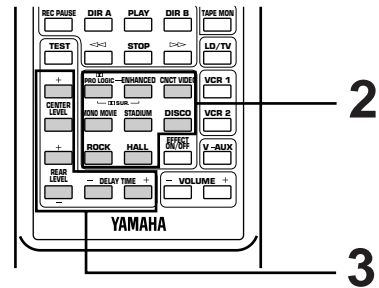 REC PAUSE DIR A PLAY DIR B TAPE MON
TEST STOP LD/TV
PRO LOGIC ENHANCED CNCT VIDEO VCR 1
+ SUR.
CENTER LEVEL MONO MOVIE STADIUM DISCO VCR 2
2
+ ROCK HALL EFFECT ON/OFF V-AUX
REAR LEVEL – DELAY TIME + – VOLUME +
–
YAMAHA
3